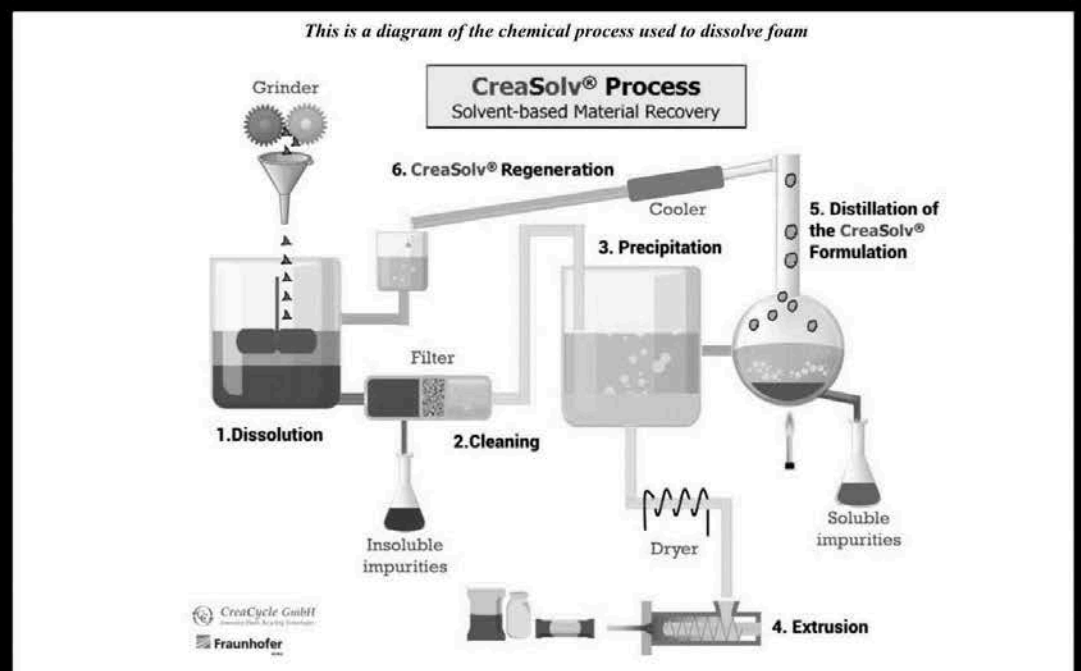 This is a diagram of the chemical process used to dissolve foam
CreaSolv® Process
Solvent-based Material Recovery
Grinder
6. CreaSolv® Regeneration
Cooler
5. Distillation of
the CreaSolv®
Formulation
3. Precipitation
Filter
1.Dissolution
2.Cleaning
Insoluble
impurities
Dryer
Soluble
impurities
4. Extrusion
CreaCycle GmbH
Fraunhofer